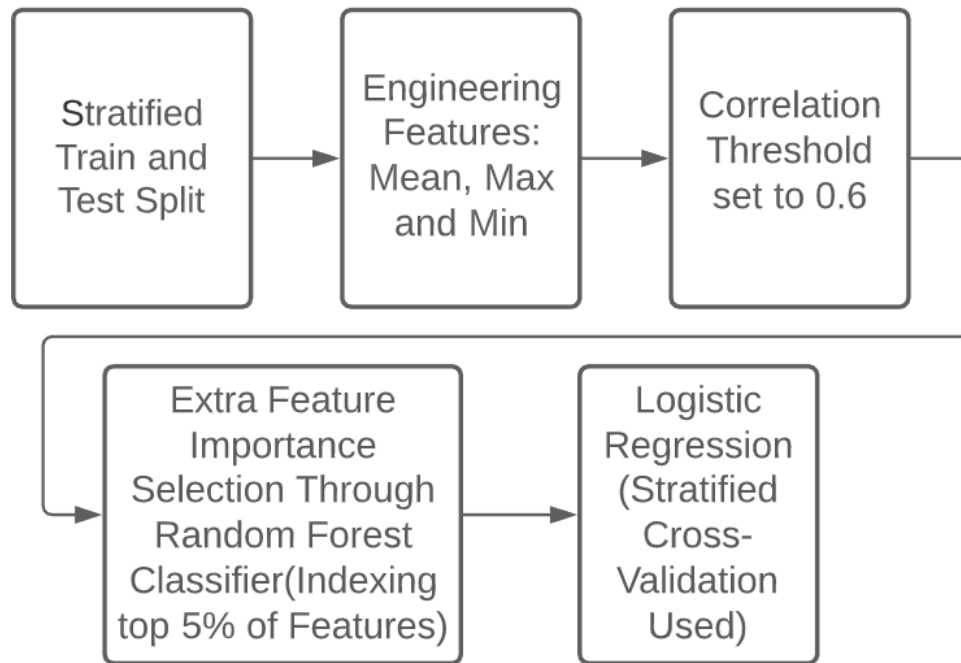 Stratified
Train and
Test Split
Engineering
Features:
Mean, Max
and Min
Correlation
Threshold
set to 0.6
Extra Feature
Importance
Selection Through
Random Forest
Classifier(Indexing
top 5% of Features)
Logistic
Regression
(Stratified
Cross-
Validation
Used)